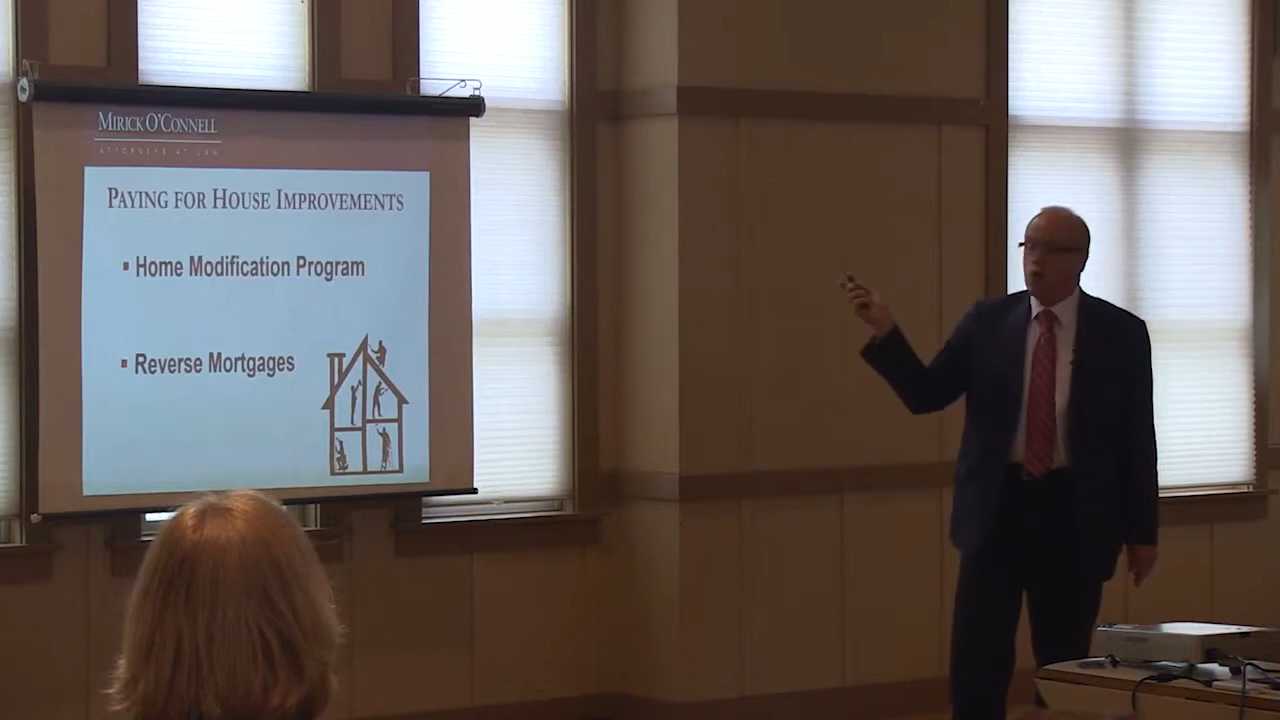 MIRICK O'CONNELL
ATTORNEYS AT LAW
PAYING FOR HOUSE IMPROVEMENTS
▪ Home Modification Program
▪ Reverse Mortgages